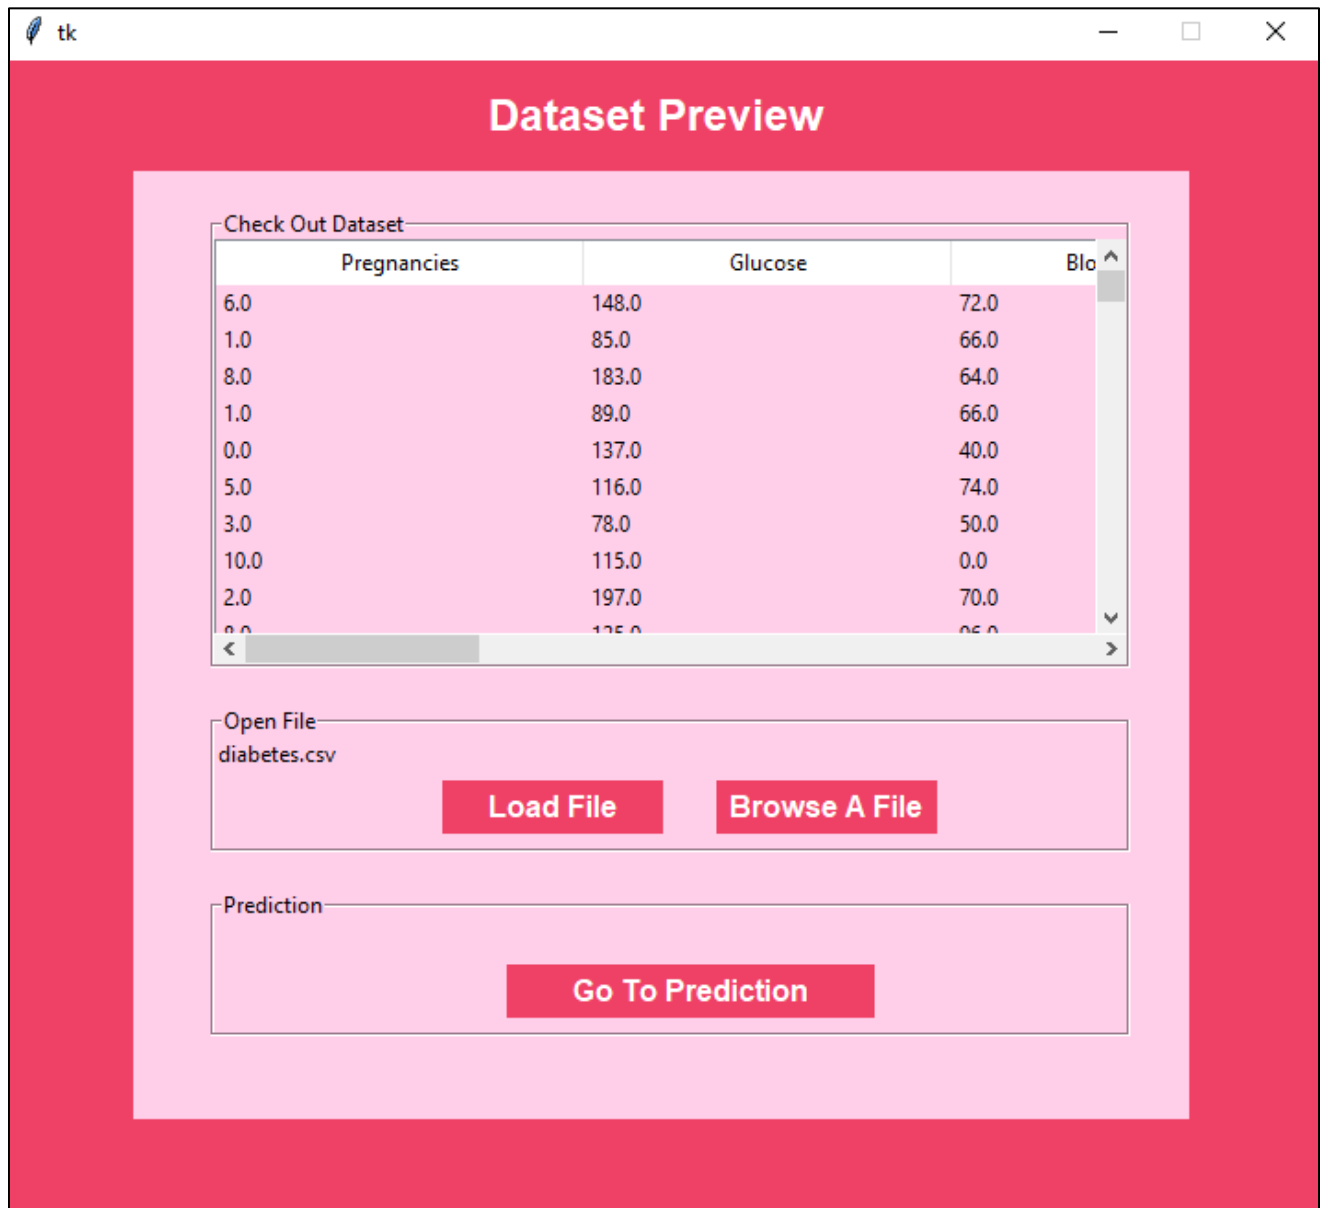 tk
Dataset Preview
Check Out Dataset
Pregnancies Glucose Blo
6.0 148.0 72.0
1.0 85.0 66.0
8.0 183.0 64.0
1.0 89.0 66.0
0.0 137.0 40.0
5.0 116.0 74.0
3.0 78.0 50.0
10.0 115.0 0.0
2.0 197.0 70.0
Open File
diabetes.csv
Load File Browse A File
Prediction
Go To Prediction